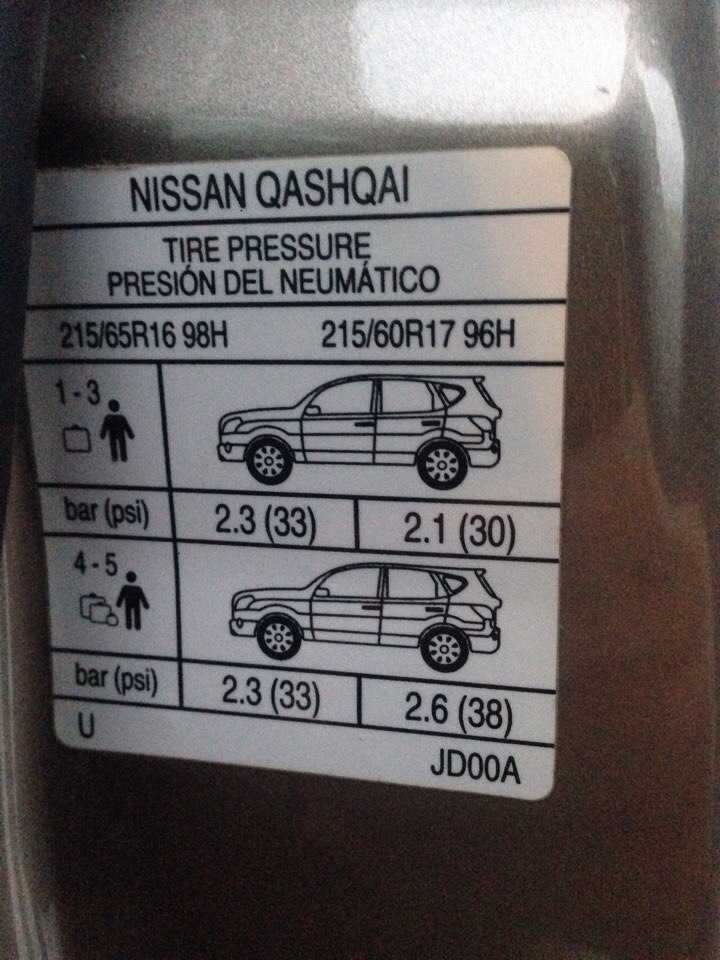 NISSAN QASHQAI
TIRE PRESSURE
PRESIÓN DEL NEUMÁTICO
215/65R16 98H 215/60R17 96H
1 - 3
bar (psi) 2.3 (33) 2.1 (30)
4 - 5
bar (psi) 2.3 (33) 2.6 (38)
U
JD00A